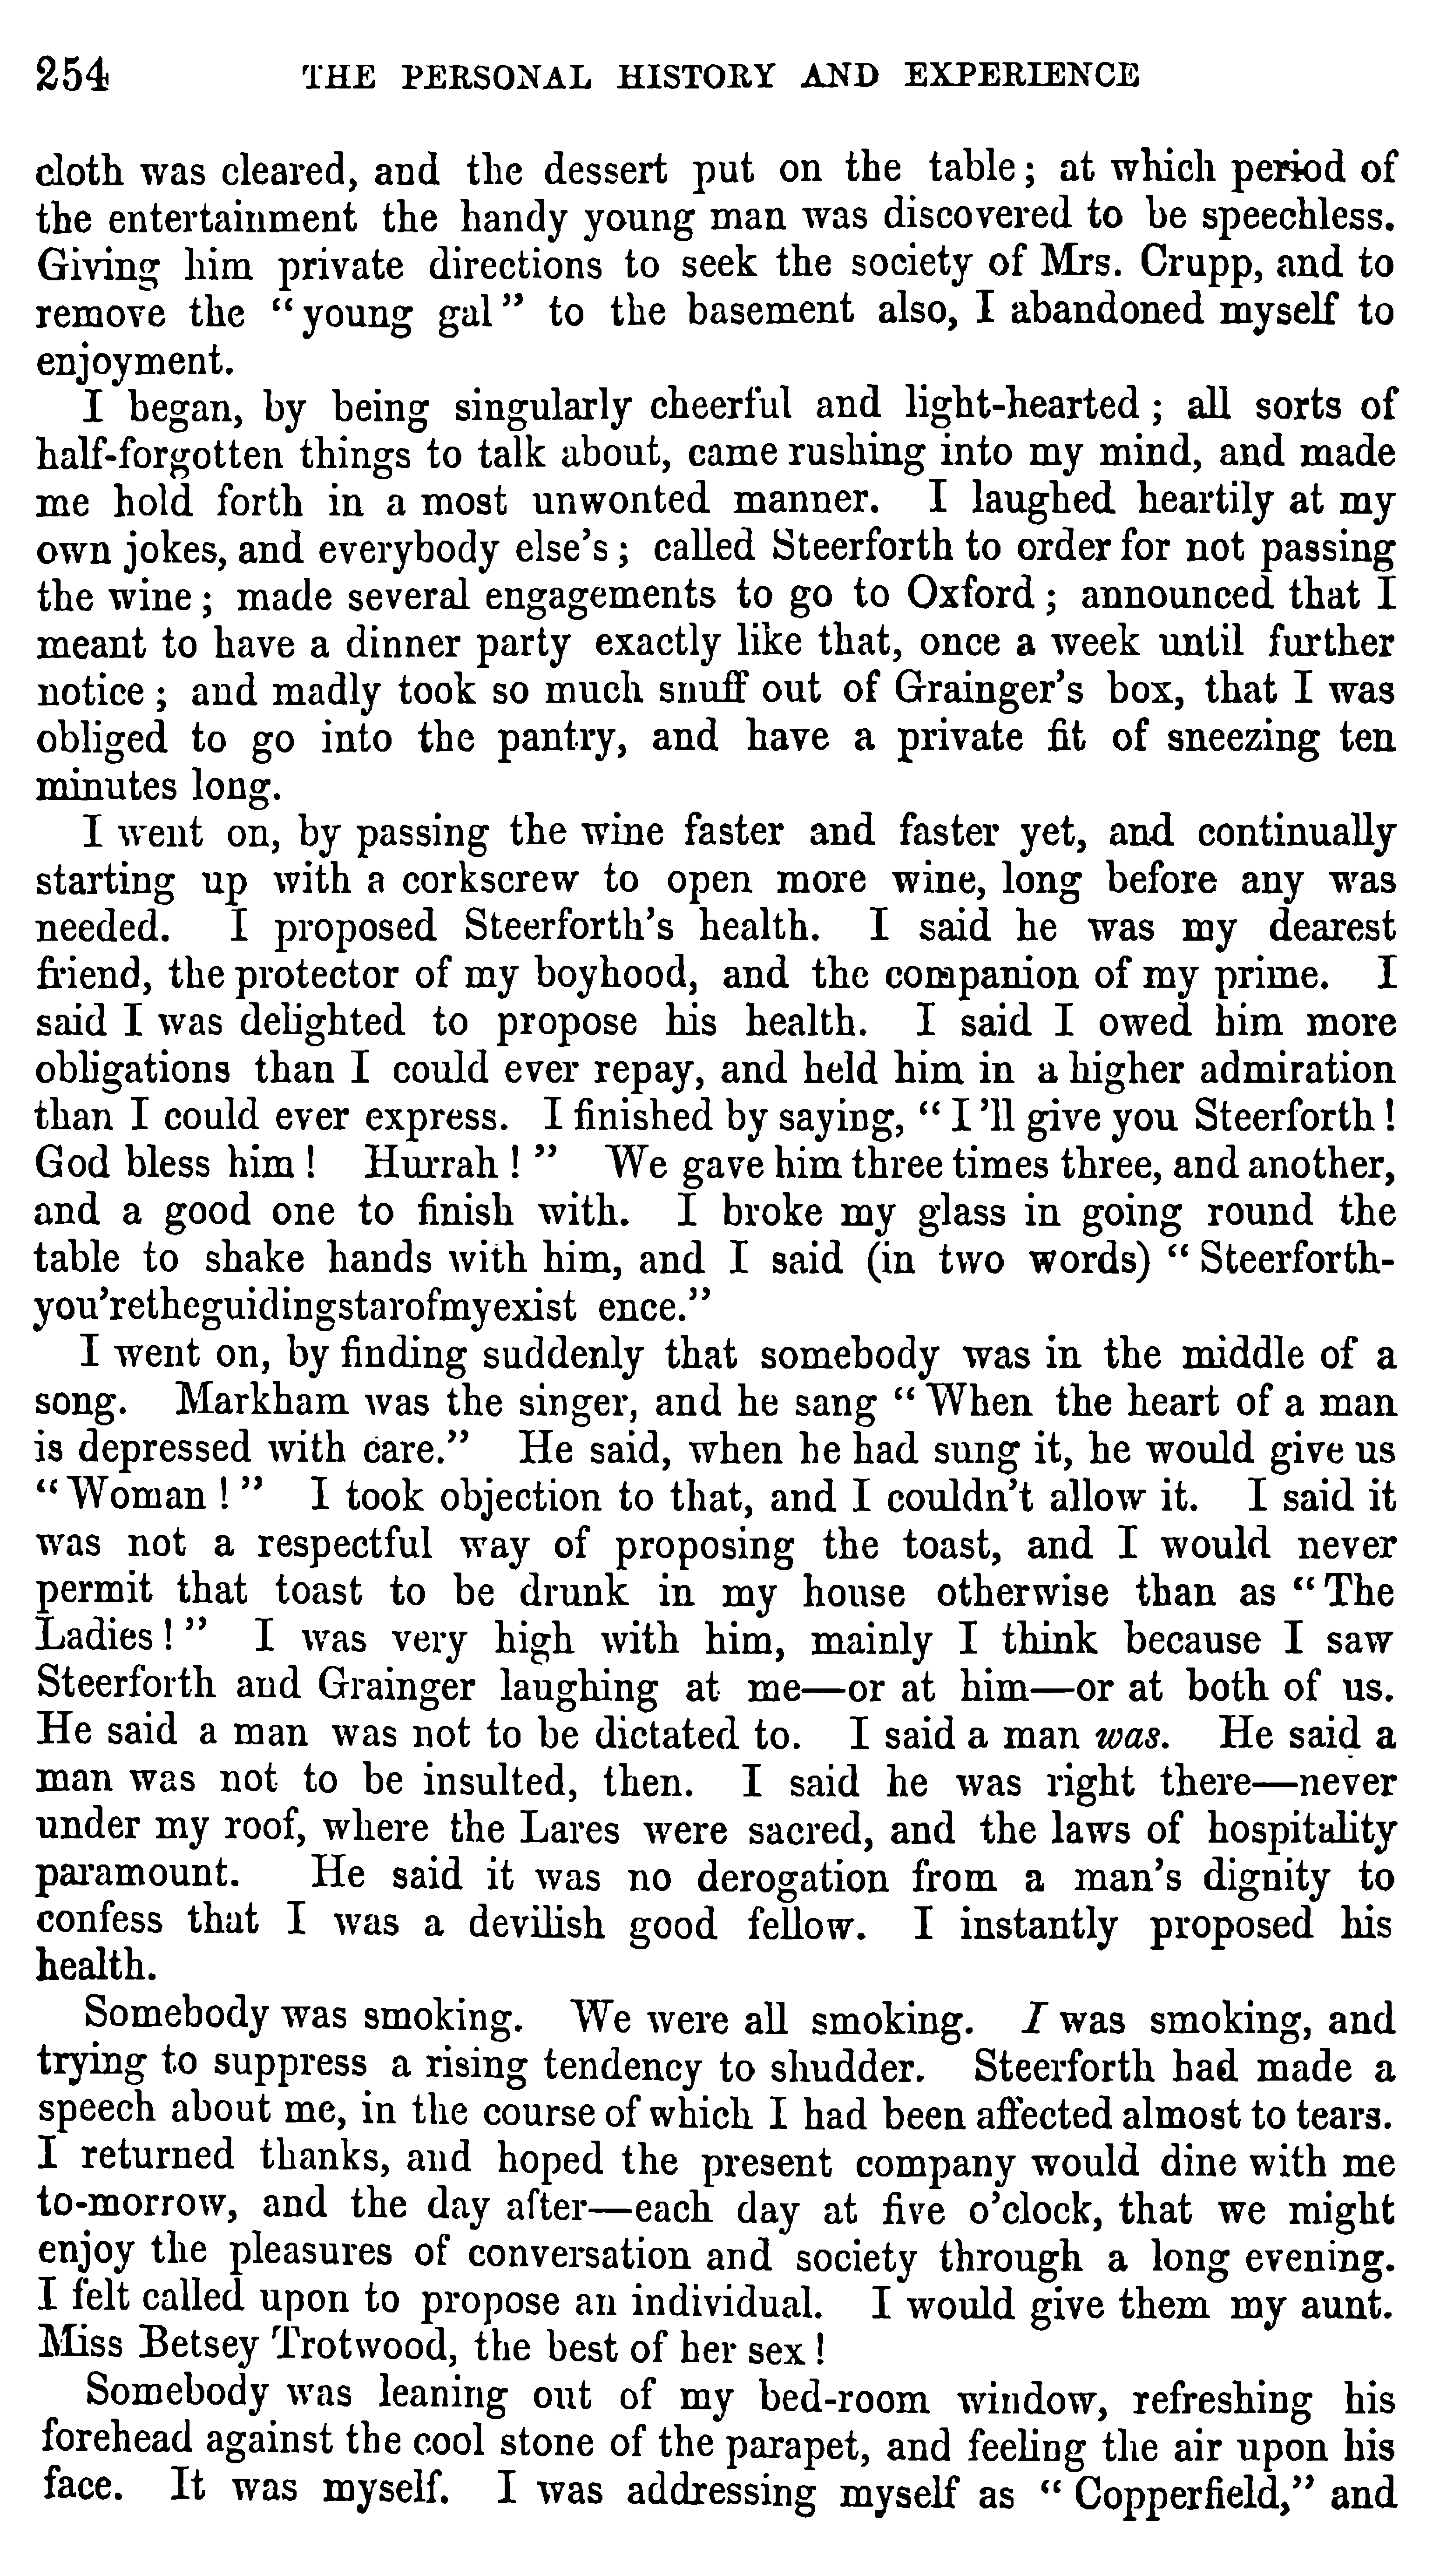 254 THE PERSONAL HISTORY AND EXPERIENCE
cloth was cleared, and the dessert put on the table; at which period of
the entertainment the handy young man was discovered to be speechless.
Giving him private directions to seek the society of Mrs. Crupp, and to
remove the "young gal" to the basement also, I abandoned myself to
enjoyment.
I began, by being singularly cheerful and light-hearted; all sorts of
half-forgotten things to talk about, came rushing into my mind, and made
me hold forth in a most unwonted manner. I laughed heartily at my
own jokes, and everybody else's; called Steerforth to order for not passing
the wine; made several engagements to go to Oxford; announced that I
meant to have a dinner party exactly like that, once a week until further
notice; and madly took so much snuff out of Grainger's box, that I was
obliged to go into the pantry, and have a private fit of sneezing ten
minutes long.
I went on, by passing the wine faster and faster yet, and continually
starting up with a corkscrew to open more wine, long before any was
needed. I proposed Steerforth's health. I said he was my dearest
friend, the protector of my boyhood, and the companion of my prime. I
said I was delighted to propose his health. I said I owed him more
obligations than I could ever repay, and held him in a higher admiration
than I could ever express. I finished by saying, "I'll give you Steerforth!
God bless him! Hurrah!" We gave him three times three, and another,
and a good one to finish with. I broke my glass in going round the
table to shake hands with him, and I said (in two words) "Steerforth-
you'retheguidingstarofmyexist ence."
I went on, by finding suddenly that somebody was in the middle of a
song. Markham was the singer, and he sang "When the heart of a man
is depressed with care." He said, when he had sung it, he would give us
"Woman!" I took objection to that, and I couldn't allow it. I said it
was not a respectful way of proposing the toast, and I would never
permit that toast to be drunk in my house otherwise than as "The
Ladies!" I was very high with him, mainly I think because I saw
Steerforth and Grainger laughing at me—or at him—or at both of us.
He said a man was not to be dictated to. I said a man was. He said a
man was not to be insulted, then. I said he was right there—never
under my roof, where the Lares were sacred, and the laws of hospitality
paramount. He said it was no derogation from a man's dignity to
confess that I was a devilish good fellow. I instantly proposed his
health.
Somebody was smoking. We were all smoking. I was smoking, and
trying to suppress a rising tendency to shudder. Steerforth had made a
speech about me, in the course of which I had been affected almost to tears.
I returned thanks, and hoped the present company would dine with me
to-morrow, and the day after—each day at five o'clock, that we might
enjoy the pleasures of conversation and society through a long evening.
I felt called upon to propose an individual. I would give them my aunt.
Miss Betsey Trotwood, the best of her sex!
Somebody was leaning out of my bed-room window, refreshing his
forehead against the cool stone of the parapet, and feeling the air upon his
face. It was myself. I was addressing myself as "Copperfield," and